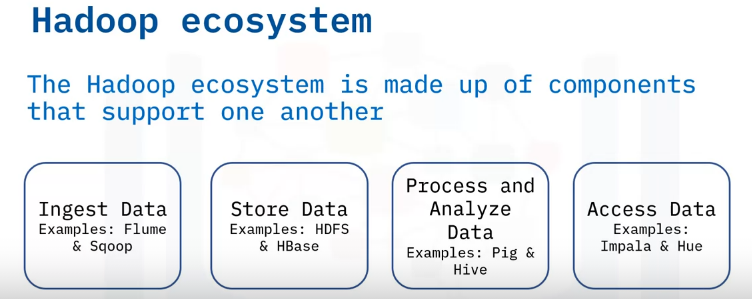 Hadoop ecosystem
The Hadoop ecosystem is made up of components
that support one another
Ingest Data
Examples: Flume
& Sqoop
Store Data
Examples: HDFS
& HBase
Process and
Analyze
Data
Examples: Pig &
Hive
Access Data
Examples:
Impala & Hue